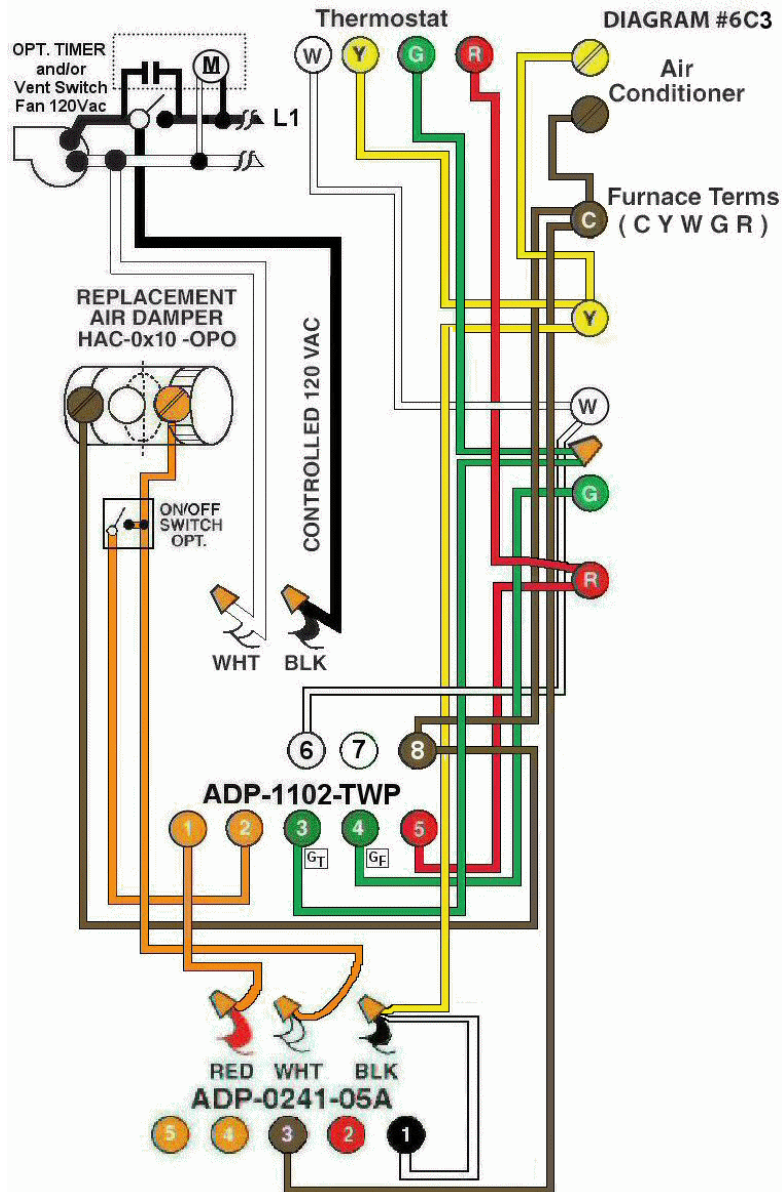 Thermostat
DIAGRAM #6C3
OPT. TIMER
and/or
Vent Switch
Fan 120Vac
M
L1
W
Y
G
R
Air
Conditioner
Furnace Terms
( C Y W G R )
C
Y
W
G
R
REPLACEMENT
AIR DAMPER
HAC-0x10 -OPO
CONTROLLED 120 VAC
ON/OFF
SWITCH
OPT.
WHT
BLK
6
7
8
ADP-1102-TWP
1
2
3
4
5
GT
GF
RED
WHT
BLK
ADP-0241-05A
5
4
3
2
1